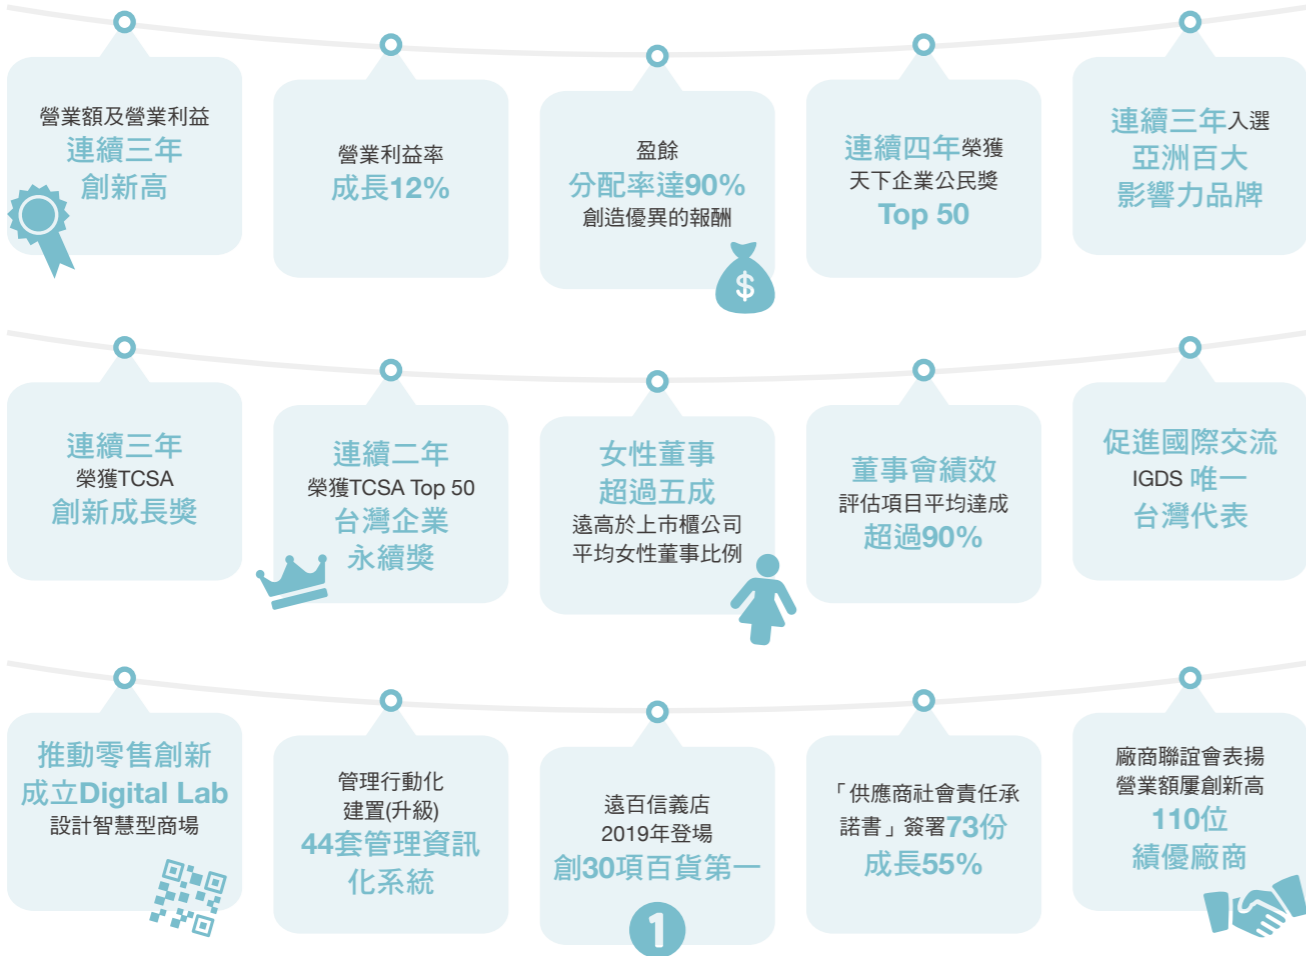 營業額及營業利益
連續三年
創新高
營業利益率
成長12%
盈餘
分配率達90%
創造優異的報酬
$
連續四年榮獲
天下企業公民獎
Top 50
連續三年入選
亞洲百大
影響力品牌
連續三年
榮獲TCSA
創新成長獎
連續二年
榮獲TCSA Top 50
台灣企業
永續獎
女性董事
超過五成
遠高於上市櫃公司
平均女性董事比例
董事會績效
評估項目平均達成
超過90%
促進國際交流
IGDS 唯一
台灣代表
推動零售創新
成立Digital Lab
設計智慧型商場
管理行動化
建置(升級)
44套管理資訊
化系統
遠百信義店
2019年登場
創30項百貨第一
1
「供應商社會責任承
諾書」簽署73份
成長55%
廠商聯誼會表揚
營業額屢創新高
110位
績優廠商